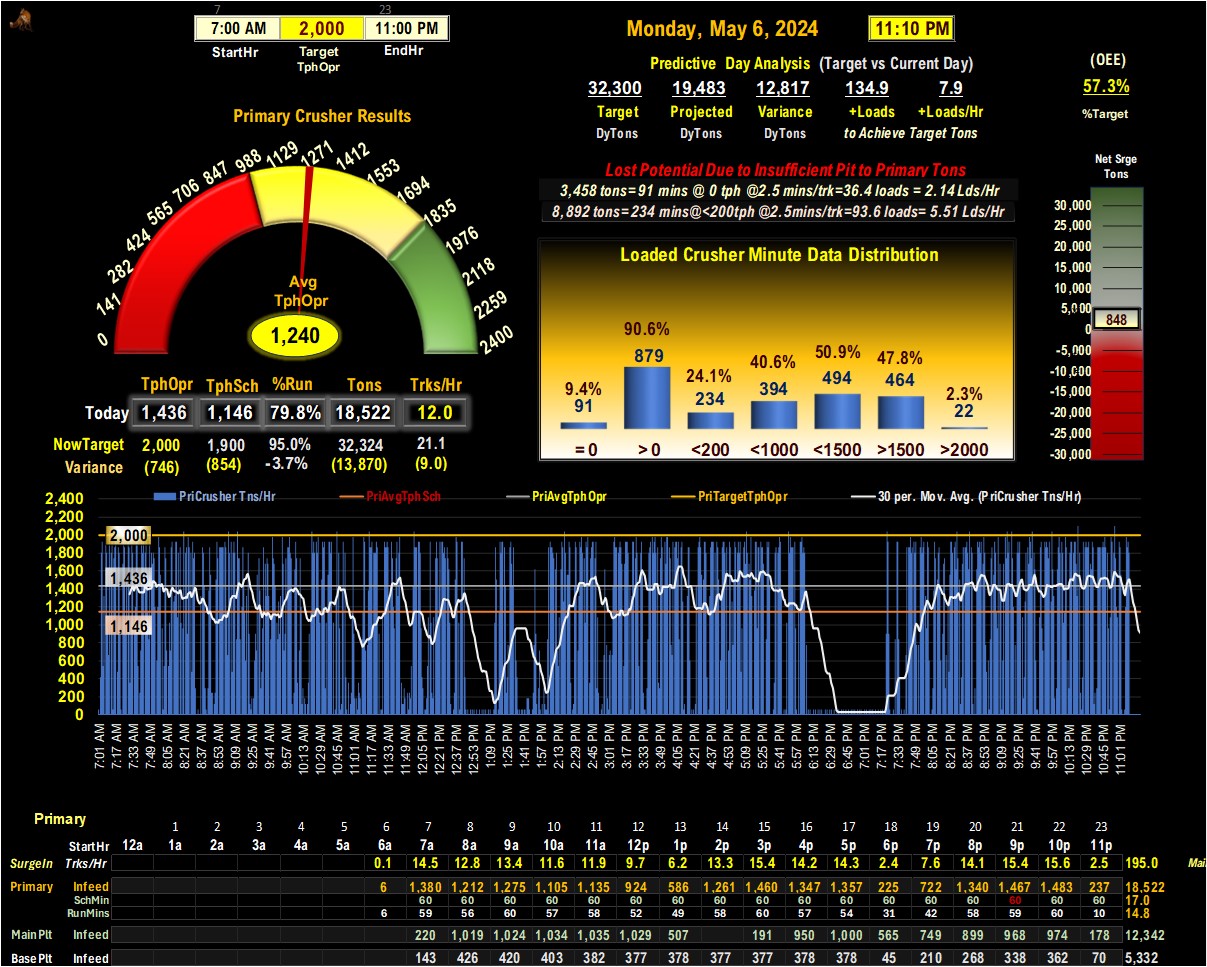 7 23
7:00 AM 2,000 11:00 PM
StartHr Target EndHr
TphOpr
Monday, May 6, 2024 11:10 PM
Predictive Day Analysis (Target vs Current Day)
32,300 19,483 12,817 134.9 7.9
Target Projected Variance +Loads +Loads/Hr
DyTons DyTons DyTons to Achieve Target Tons
(OEE)
57.3%
%Target
Primary Crusher Results
0 141 282 424 565 706 847 988 1129 1271 1412 1553 1694 1835 1976 2118 2259 2400
Avg
TphOpr
1,240
Lost Potential Due to Insufficient Pit to Primary Tons
3,458 tons=91 mins @ 0 tph @2.5 mins/trk=36.4 loads = 2.14 Lds/Hr
8,892 tons=234 mins@<200tph @2.5mins/trk=93.6 loads= 5.51 Lds/Hr
Net Srge
Tons
30,000
25,000
20,000
15,000
10,000
5,000
848
0
-5,000
-10,000
-15,000
-20,000
-25,000
-30,000
Loaded Crusher Minute Data Distribution
9.4% 90.6% 24.1% 40.6% 50.9% 47.8% 2.3%
91 879 234 394 494 464 22
=0 >0 <200 <1000 <1500 >1500 >2000
TphOpr TphSch %Run Tons Trks/Hr
Today 1,436 1,146 79.8% 18,522 12.0
NowTarget 2,000 1,900 95.0% 32,324 21.1
Variance (746) (854) -3.7% (13,870) (9.0)
PriCrusher Tns/Hr PriAvgTphSch PriAvgTphOpr PriTargetTphOpr 30 per. Mov. Avg. (PriCrusher Tns/Hr)
2,400
2,200
2,000 2,000
1,800
1,600
1,436
1,400
1,200
1,146
1,000
800
600
400
200
0
7:01 AM 7:17 AM 7:33 AM 7:49 AM 8:05 AM 8:21 AM 8:37 AM 8:53 AM 9:09 AM 9:25 AM 9:41 AM 9:57 AM 10:13 AM 10:29 AM 10:45 AM 11:01 AM 11:17 AM 11:33 AM 11:49 AM 12:05 PM 12:21 PM 12:37 PM 12:53 PM 1:09 PM 1:25 PM 1:41 PM 1:57 PM 2:13 PM 2:29 PM 2:45 PM 3:01 PM 3:17 PM 3:33 PM 3:49 PM 4:05 PM 4:21 PM 4:37 PM 4:53 PM 5:09 PM 5:25 PM 5:41 PM 5:57 PM 6:13 PM 6:29 PM 6:45 PM 7:01 PM 7:17 PM 7:33 PM 7:49 PM 8:05 PM 8:21 PM 8:37 PM 8:53 PM 9:09 PM 9:25 PM 9:41 PM 9:57 PM 10:13 PM 10:29 PM 10:45 PM 11:01 PM
Primary
1 2 3 4 5 6 7 8 9 10 11 12 13 14 15 16 17 18 19 20 21 22 23
StartHr 12a 1a 2a 3a 4a 5a 6a 7a 8a 9a 10a 11a 12p 1p 2p 3p 4p 5p 6p 7p 8p 9p 10p 11p
SurgeIn Trks/Hr 0.1 14.5 12.8 13.4 11.6 11.9 9.7 6.2 13.3 15.4 14.2 14.3 2.4 7.6 14.1 15.4 15.6 2.5 195.0
Primary Infeed 6 1,380 1,212 1,275 1,105 1,135 924 586 1,261 1,460 1,347 1,357 225 722 1,340 1,467 1,483 237 18,522
SchMin 60 60 60 60 60 60 60 60 60 60 60 60 60 60 60 60 60 17.0
RunMins 6 59 56 60 57 58 52 49 58 60 57 54 31 42 58 59 60 10 14.8
MainPlt Infeed 220 1,019 1,024 1,034 1,035 1,029 507 191 950 1,000 565 749 899 968 974 178 12,342
BasePlt Infeed 143 426 420 403 382 377 378 377 377 378 378 45 210 268 338 362 70 5,332